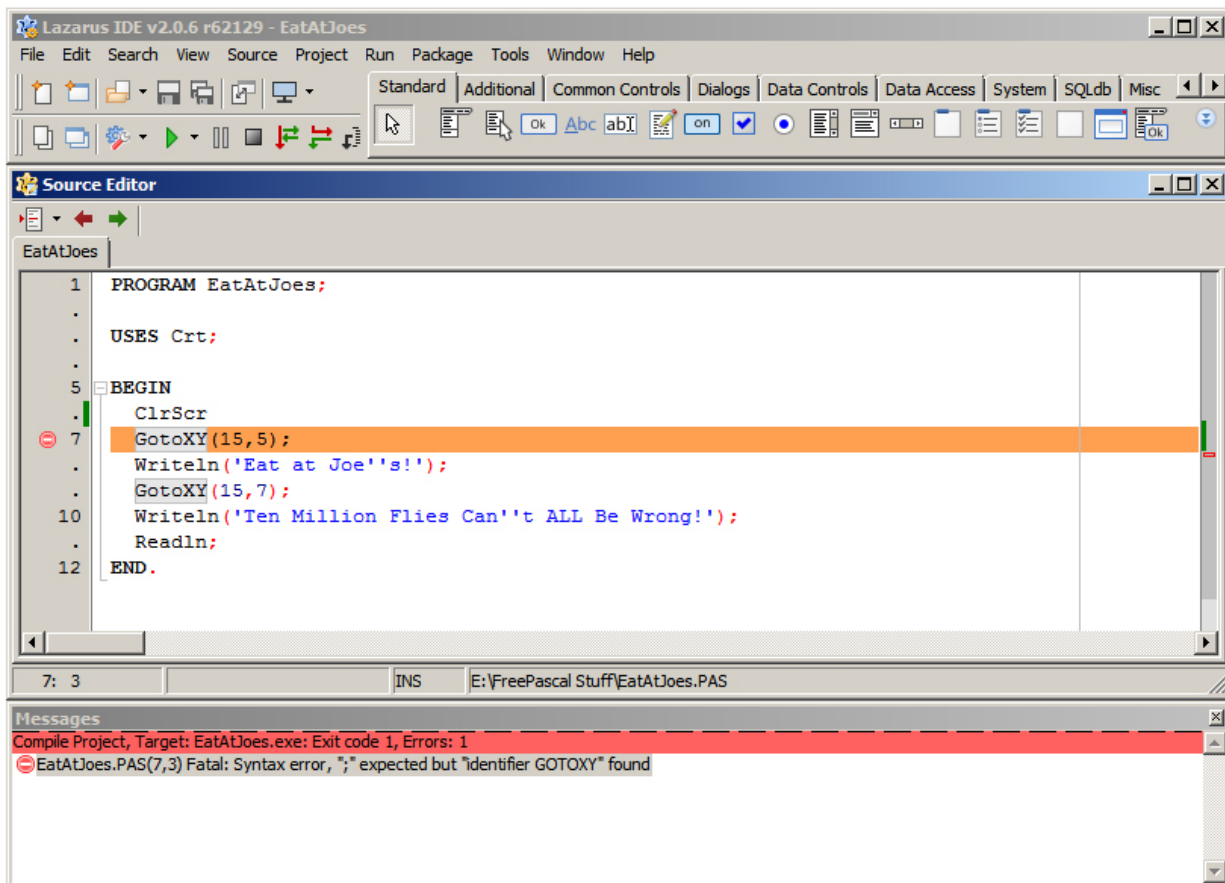 Lazarus IDE v2.0.6 r62129 - EatAtJoes
File Edit Search View Source Project Run Package Tools Window Help
Standard Additional Common Controls Dialogs Data Controls Data Access System SQLdb Misc
Ok Abc abI on Ok
Source Editor
EatAtJoes
1 PROGRAM EatAtJoes;
.
. USES Crt;
.
5 BEGIN
. ClrScr
7 GotoXY(15,5);
. Writeln('Eat at Joe''s!');
. GotoXY(15,7);
10 Writeln('Ten Million Flies Can''t ALL Be Wrong!');
. Readln;
12 END.
7: 3 INS E:\FreePascal Stuff\EatAtJoes.PAS
Messages
Compile Project, Target: EatAtJoes.exe: Exit code 1, Errors: 1
EatAtJoes.PAS(7,3) Fatal: Syntax error, ";" expected but "identifier GOTOXY" found